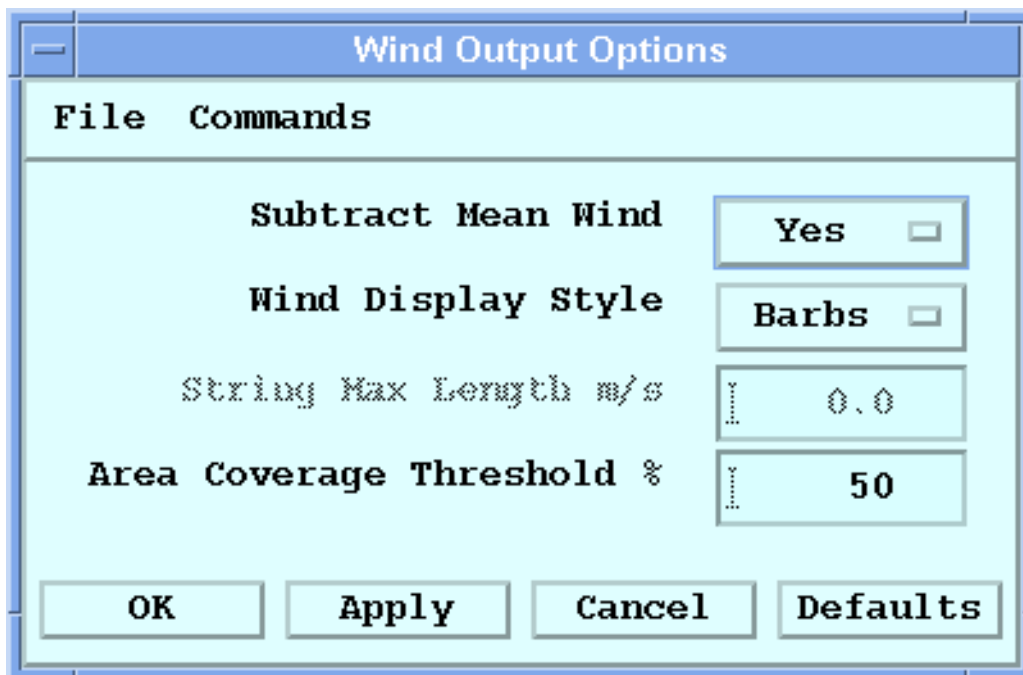 Wind Output Options
File Commands
Subtract Mean Wind Yes
Wind Display Style Barbs
String Max Length m/s 0.0
Area Coverage Threshold % 50
OK Apply Cancel Defaults